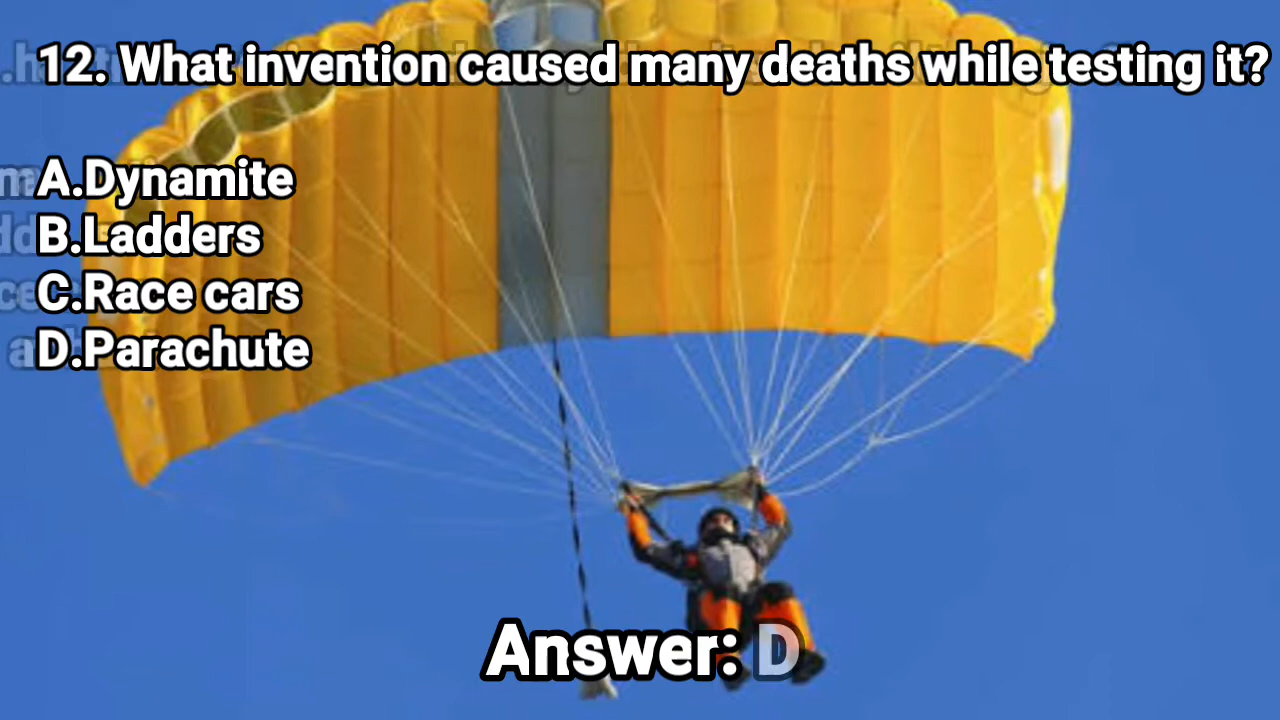 12. What invention caused many deaths while testing it?
A.Dynamite
B.Ladders
C.Race cars
D.Parachute
Answer: D